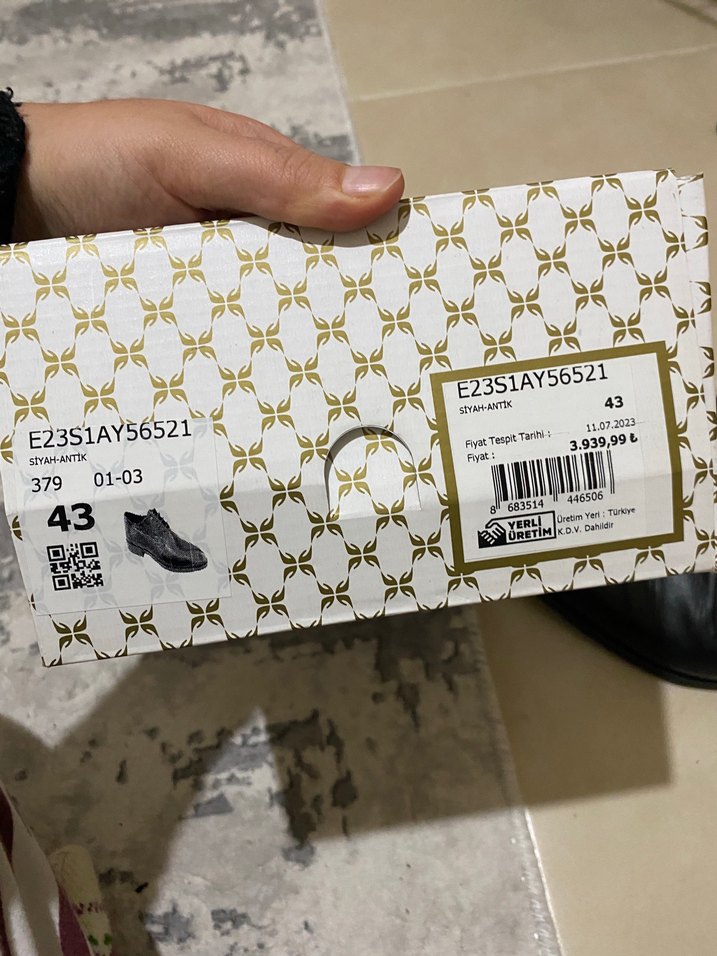 E23S1AY56521
SİYAH-ANTİK
379 01-03
43
E23S1AY56521
SİYAH-ANTİK 43
Fiyat Tespit Tarihi : 11.07.2023
Fiyat : 3.939,99 ₺
8 683514 446506
YERLİ
ÜRETİM
Üretim Yeri : Türkiye
K.D.V. Dahildir